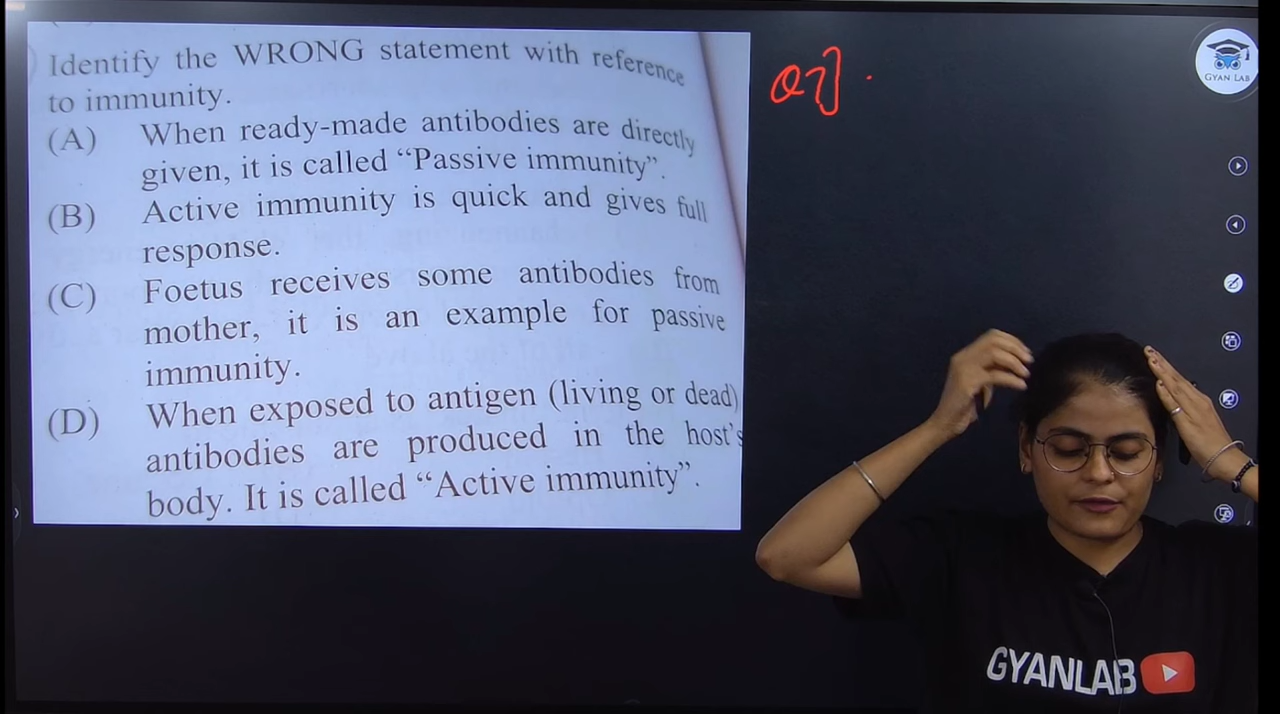 Identify the WRONG statement with reference
to immunity.
(A) When ready-made antibodies are directly
given, it is called “Passive immunity”.
(B) Active immunity is quick and gives full
response.
(C) Foetus receives some antibodies from
mother, it is an example for passive
immunity.
(D) When exposed to antigen (living or dead)
antibodies are produced in the host's
body. It is called “Active immunity”.
GYAN LAB
GYANLAB